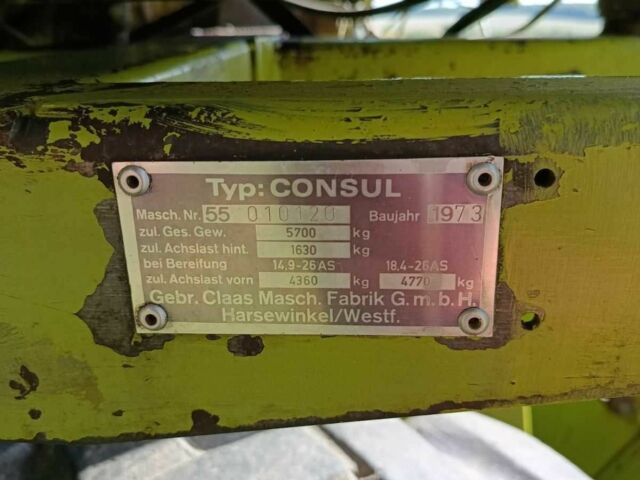 Typ: CONSUL
Masch. Nr. 55 010120 Baujahr 1973
zul. Ges. Gew. 5700 kg
zul. Achslast hint. 1630 kg
bei Bereifung 14.9-26AS 18.4-26AS
zul. Achslast vorn 4360 kg 4770 kg
Gebr. Claas Masch. Fabrik G.m.b.H.
Harsewinkel/Westf.